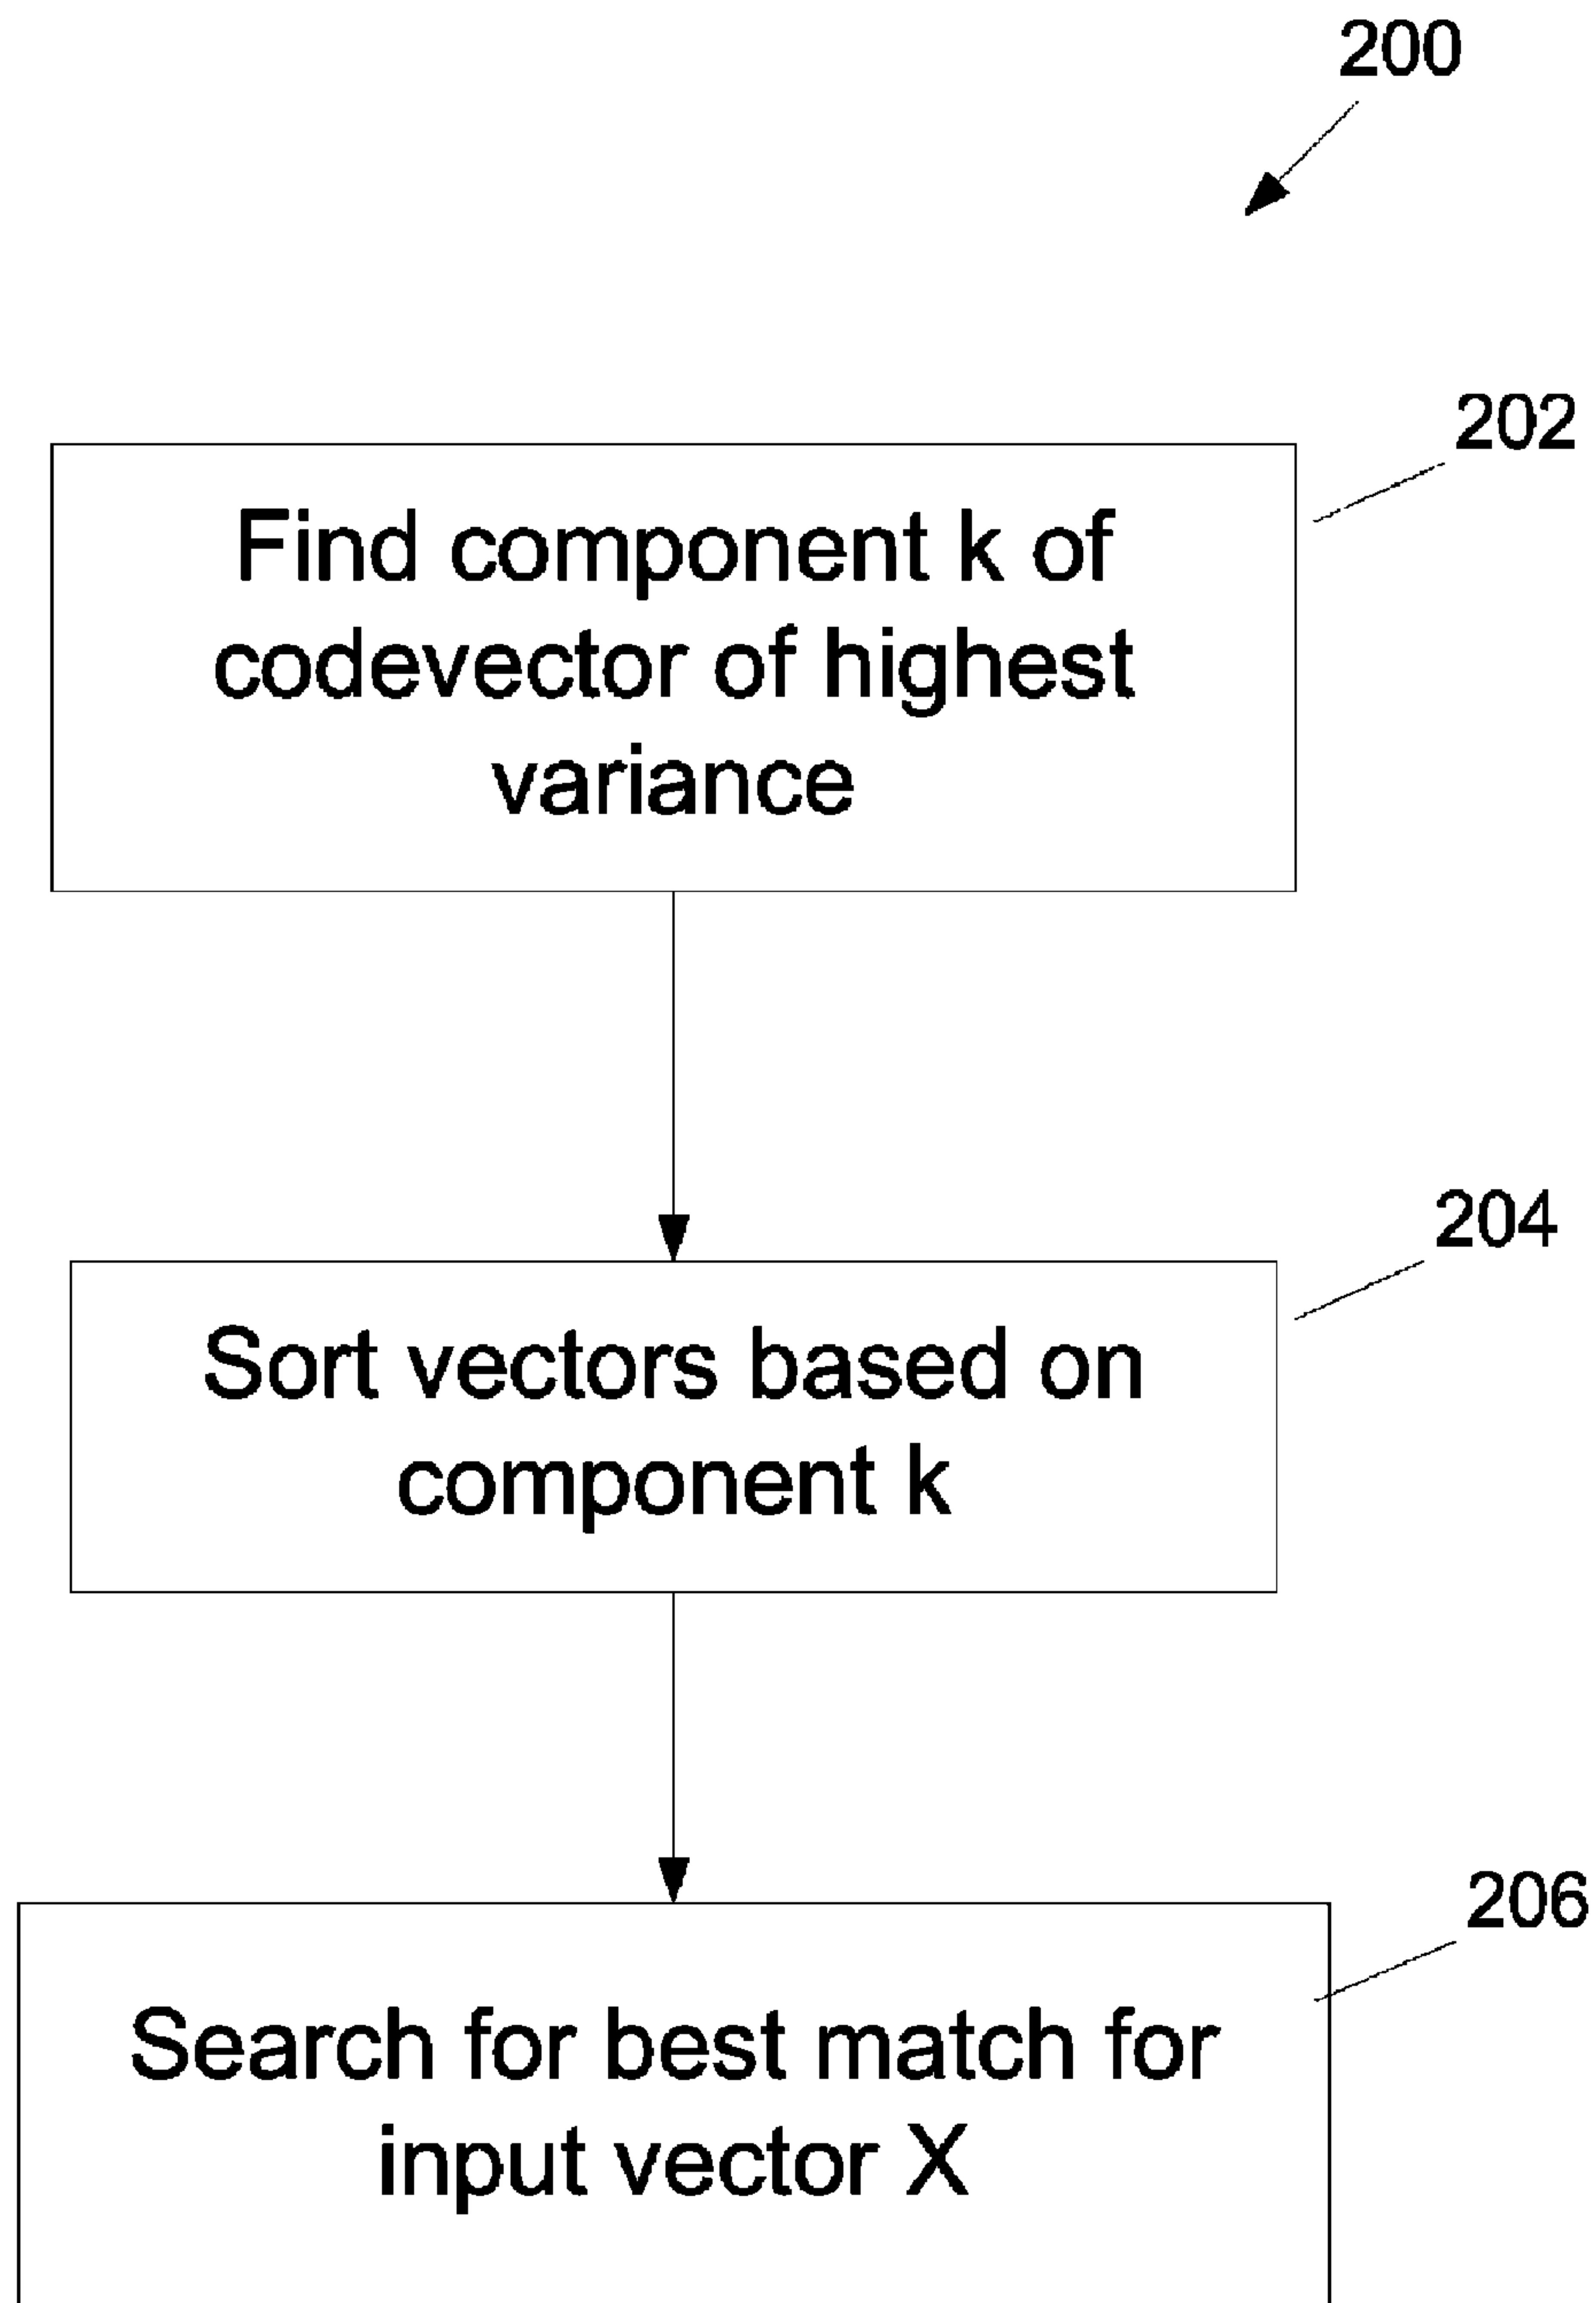 200
202
Find component k of
codevector of highest
variance
204
Sort vectors based on
component k
206
Search for best match for
input vector X